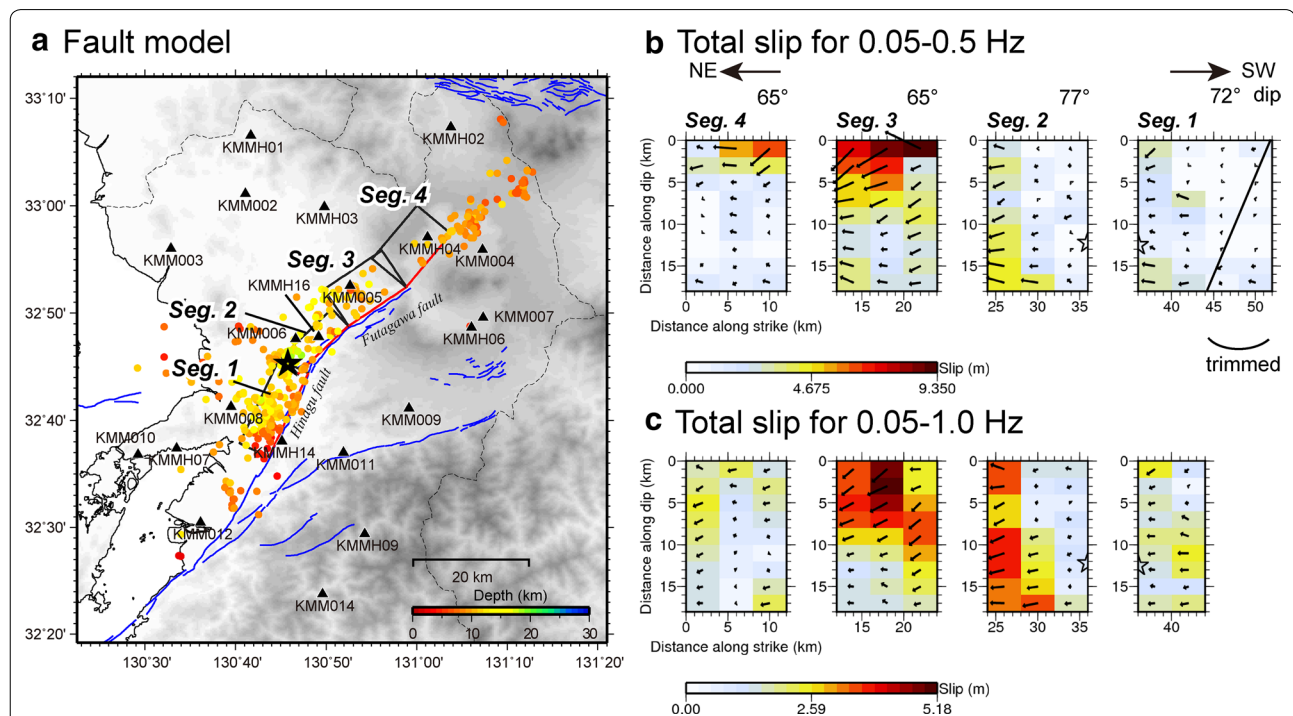 a Fault model
33°10'
33°00'
32°50'
32°40'
32°30'
32°20'
130°30'
130°40'
130°50'
131°00'
131°10'
131°20'
KMMH01
KMMH02
KMM002
KMMH03
Seg. 4
KMM003
KMMH04
KMM004
Seg. 3
KMMH16
KMM005
Seg. 2
KMM007
KMM006
Futagawa fault
KMMH06
Seg. 1
Hinagu fault
KMM008
KMM009
KMM010
KMMH07
KMMH14
KMM011
KMM012
KMMH09
KMM014
20 km
Depth (km)
0 10 20 30
b Total slip for 0.05-0.5 Hz
NE
SW
dip
65°
65°
77°
72°
Seg. 4
Seg. 3
Seg. 2
Seg. 1
Distance along dip (km)
0
5
10
15
0 5 10
15 20
25 30 35
40 45 50
Distance along strike (km)
trimmed
Slip (m)
0.000 4.675 9.350
c Total slip for 0.05-1.0 Hz
Distance along dip (km)
0
5
10
15
0 5 10
15 20
25 30 35
40
Distance along strike (km)
Slip (m)
0.00 2.59 5.18